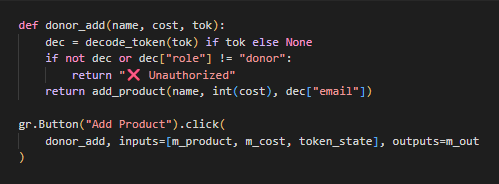 def donor_add(name, cost, tok):
    dec = decode_token(tok) if tok else None
    if not dec or dec["role"] != "donor":
        return "❌ Unauthorized"
    return add_product(name, int(cost), dec["email"])

gr.Button("Add Product").click(
    donor_add, inputs=[m_product, m_cost, token_state], outputs=m_out
)